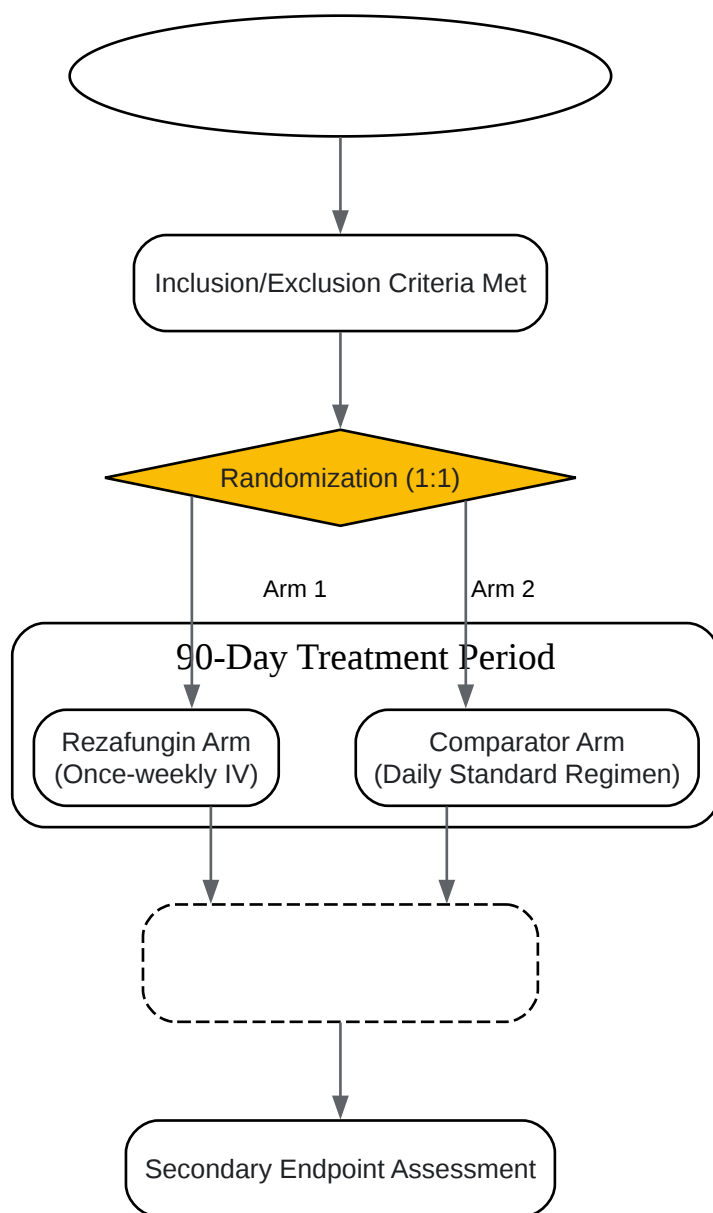 Inclusion/Exclusion Criteria Met
Randomization (1:1)
Arm 1
Arm 2
90-Day Treatment Period
Rezafungin Arm
(Once-weekly IV)
Comparator Arm
(Daily Standard Regimen)
Secondary Endpoint Assessment